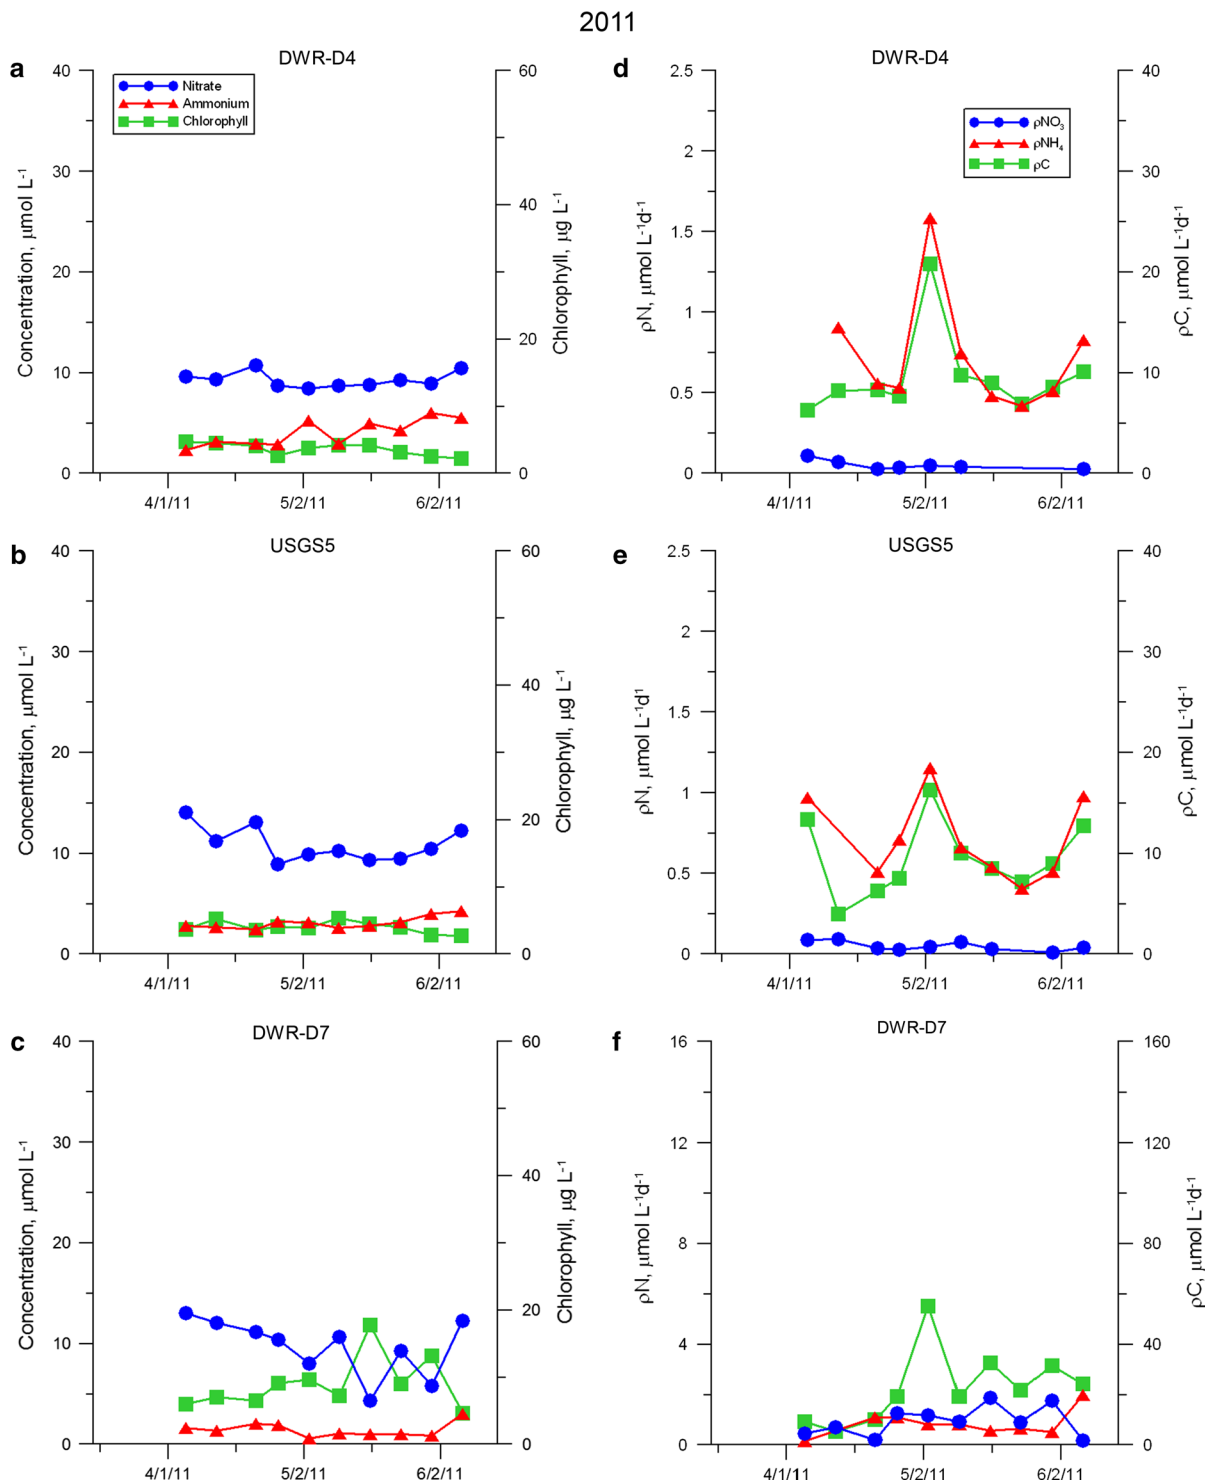 2011
a
DWR-D4
40
30
20
10
0
60
40
20
0
Nitrate
Ammonium
Chlorophyll
Concentration, μmol L-1
Chlorophyll, μg L-1
4/1/11
5/2/11
6/2/11
d
DWR-D4
2.5
2
1.5
1
0.5
0
40
30
20
10
0
ρNO3
ρNH4
ρC
ρN, μmol L-1d-1
ρC, μmol L-1d-1
4/1/11
5/2/11
6/2/11
b
USGS5
40
30
20
10
0
60
40
20
0
Concentration, μmol L-1
Chlorophyll, μg L-1
4/1/11
5/2/11
6/2/11
e
USGS5
2.5
2
1.5
1
0.5
0
40
30
20
10
0
ρN, μmol L-1d1
ρC, μmol L-1d-1
4/1/11
5/2/11
6/2/11
c
DWR-D7
40
30
20
10
0
60
40
20
0
Concentration, μmol L-1
Chlorophyll, μg L-1
4/1/11
5/2/11
6/2/11
f
DWR-D7
16
12
8
4
0
160
120
80
40
0
ρN, μmol L-1d-1
ρC, μmol L-1d-1
4/1/11
5/2/11
6/2/11